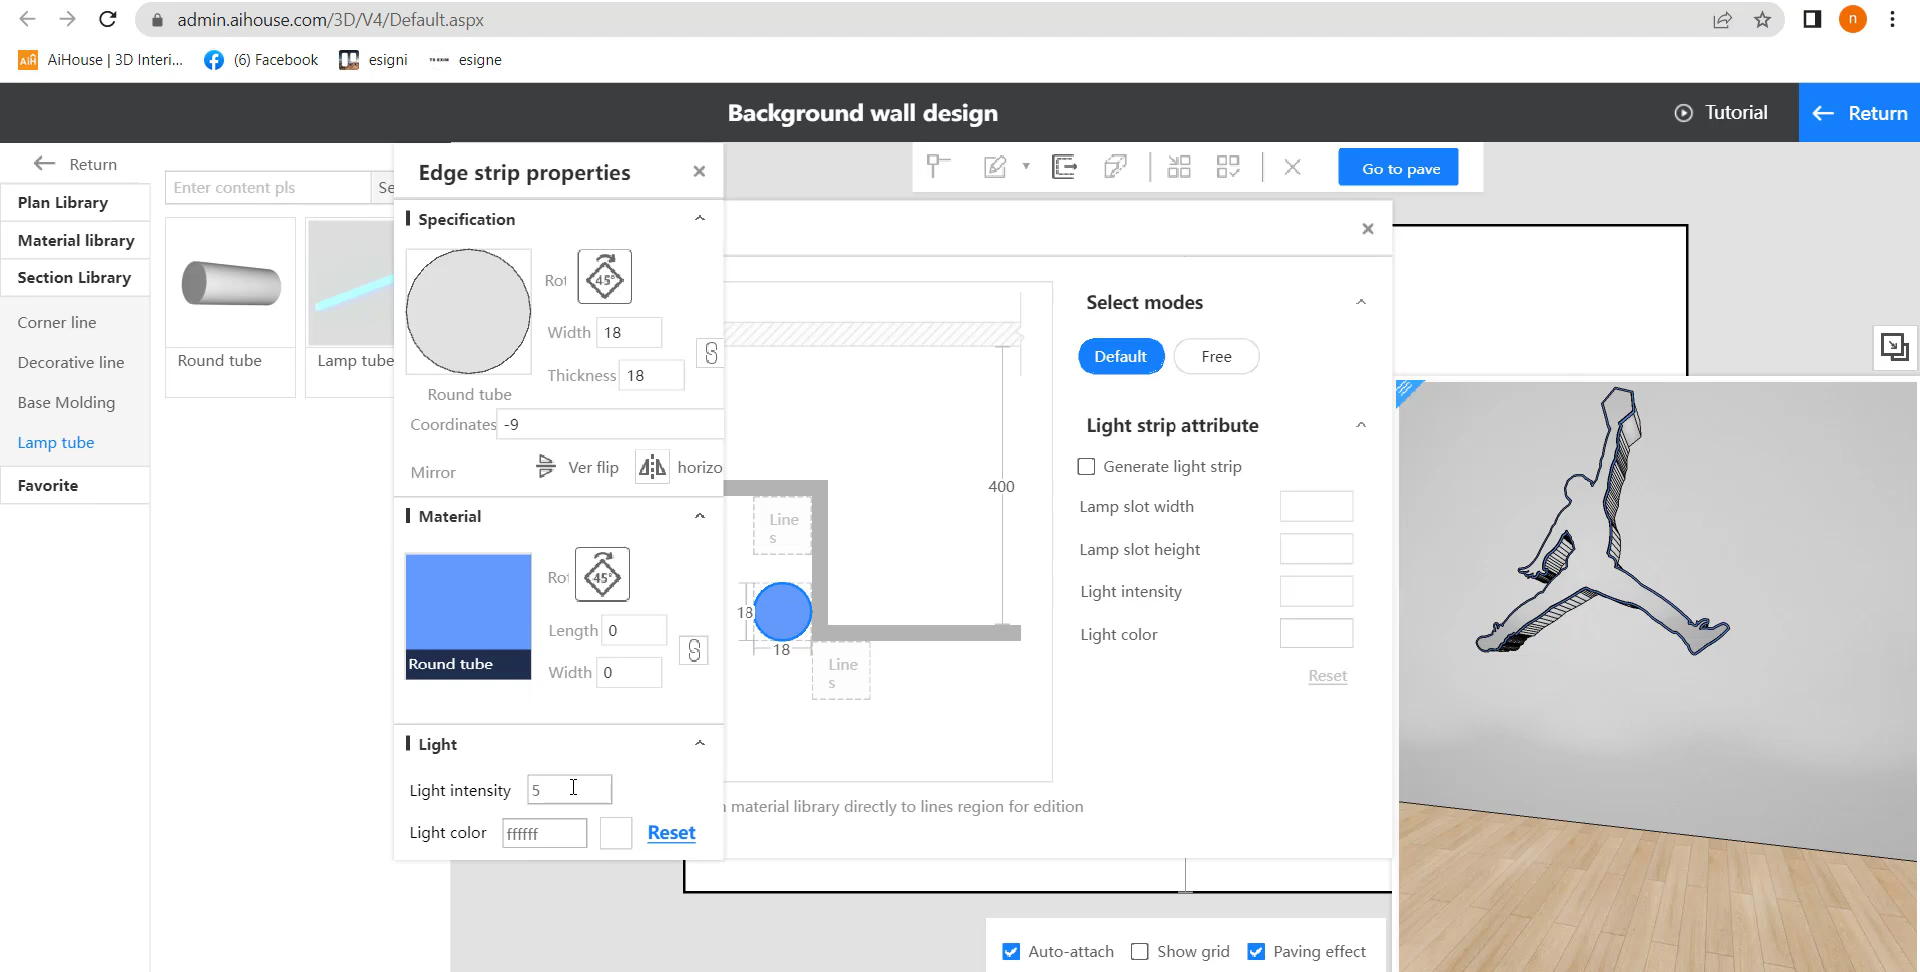 admin.aihouse.com/3D/V4/Default.aspx
n
AiH AiHouse | 3D Interi... (6) Facebook esigni esigne
Background wall design
Tutorial
Return
Return
Plan Library
Material library
Section Library
Corner line
Decorative line
Base Molding
Lamp tube
Favorite
Enter content pls Se
Round tube
Lamp tube
Edge strip properties
Specification
Rot 45°
Width 18
Thickness 18
Round tube
Coordinates -9
Mirror Ver flip horizo
Material
Rot 45°
Length 0
Round tube
Width 0
Light
Light intensity 5
Light color ffffff Reset
Go to pave
400
Line
s
18
18
Line
s
material library directly to lines region for edition
Select modes
Default Free
Light strip attribute
Generate light strip
Lamp slot width
Lamp slot height
Light intensity
Light color
Reset
Auto-attach Show grid Paving effect